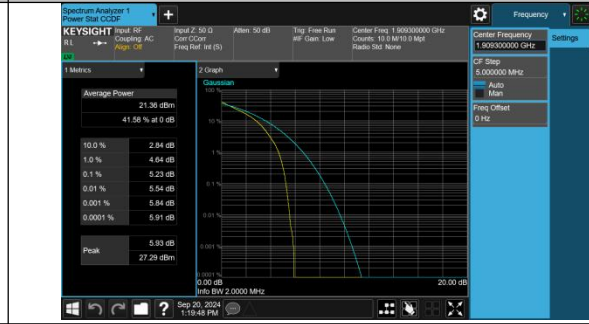 Spectrum Analyzer 1
Power Stat CCDF
+
Frequency
KEYSIGHT
RL
Input: RF
Coupling: AC
Align: Off
Input Z: 50 Ω
Corr CCorr
Freq Ref: Int (S)
Atten: 50 dB
Trig: Free Run
#IF Gain: Low
Center Freq: 1.909300000 GHz
Counts: 10.0 M/10.0 Mpt
Radio Std: None
Center Frequency
1.909300000 GHz
Settings
CF Step
5.000000 MHz
Auto
Man
Freq Offset
0 Hz
1 Metrics
Average Power
21.36 dBm
41.58 % at 0 dB
10.0 % 2.84 dB
1.0 % 4.64 dB
0.1 % 5.23 dB
0.01 % 5.54 dB
0.001 % 5.84 dB
0.0001 % 5.91 dB
Peak 5.93 dB
27.29 dBm
2 Graph
Gaussian
100 %
10 %
1 %
0.1 %
0.01 %
0.001 %
0.0001 %
0.00 dB 20.00 dB
Info BW 2.0000 MHz
?
Sep 20, 2024
1:19:48 PM